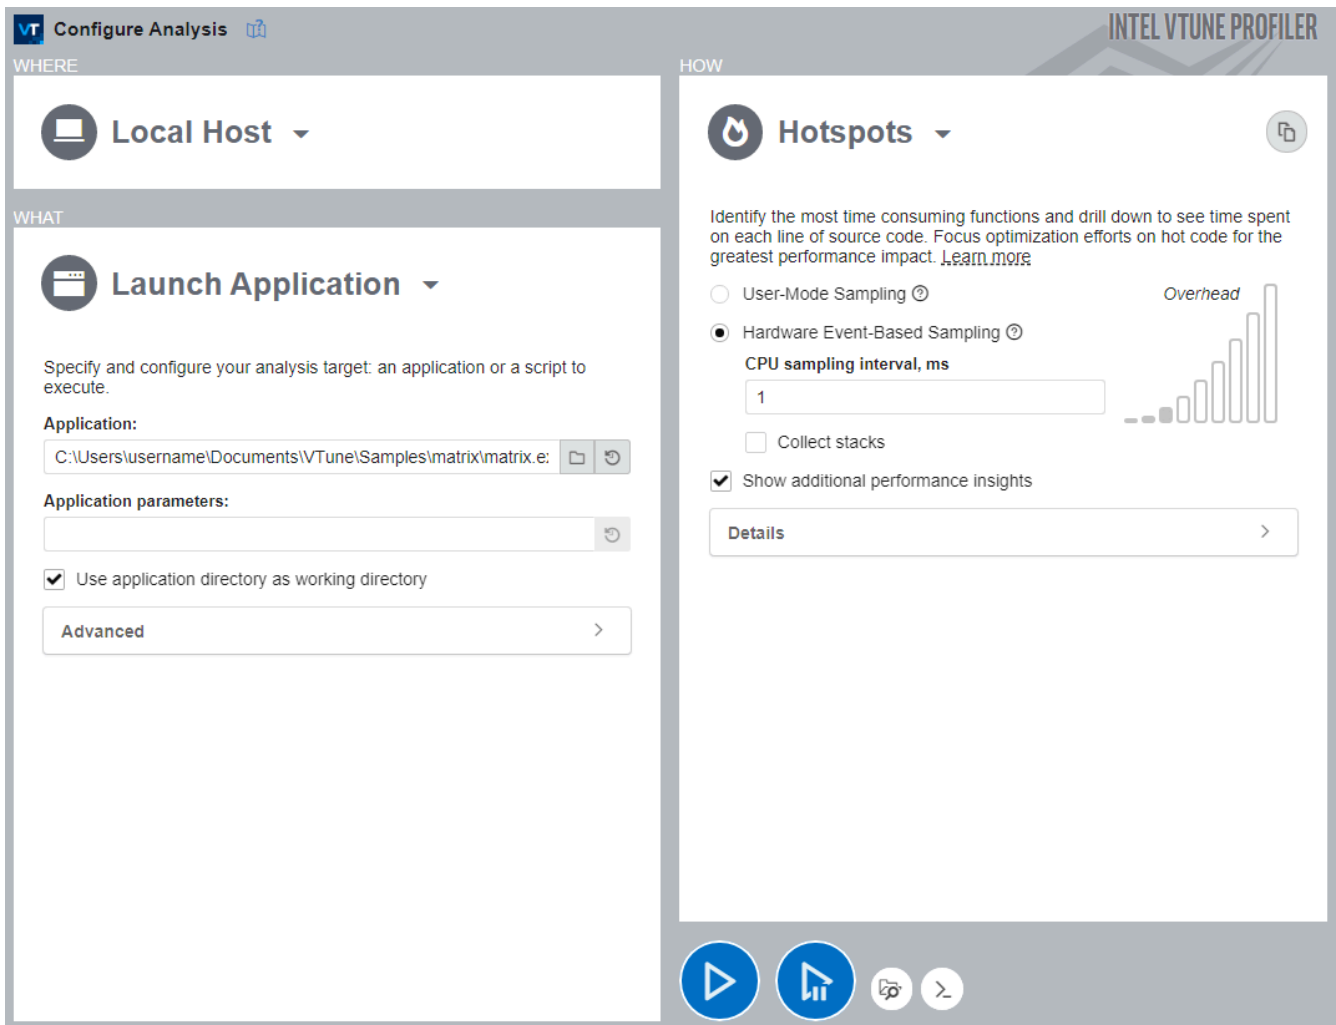 VT Configure Analysis
INTEL VTUNE PROFILER
WHERE
Local Host
WHAT
Launch Application
Specify and configure your analysis target: an application or a script to
execute.
Application:
C:\Users\username\Documents\VTune\Samples\matrix\matrix.e
Application parameters:
Use application directory as working directory
Advanced
HOW
Hotspots
Identify the most time consuming functions and drill down to see time spent
on each line of source code. Focus optimization efforts on hot code for the
greatest performance impact. Learn more
User-Mode Sampling
Overhead
Hardware Event-Based Sampling
CPU sampling interval, ms
1
Collect stacks
Show additional performance insights
Details